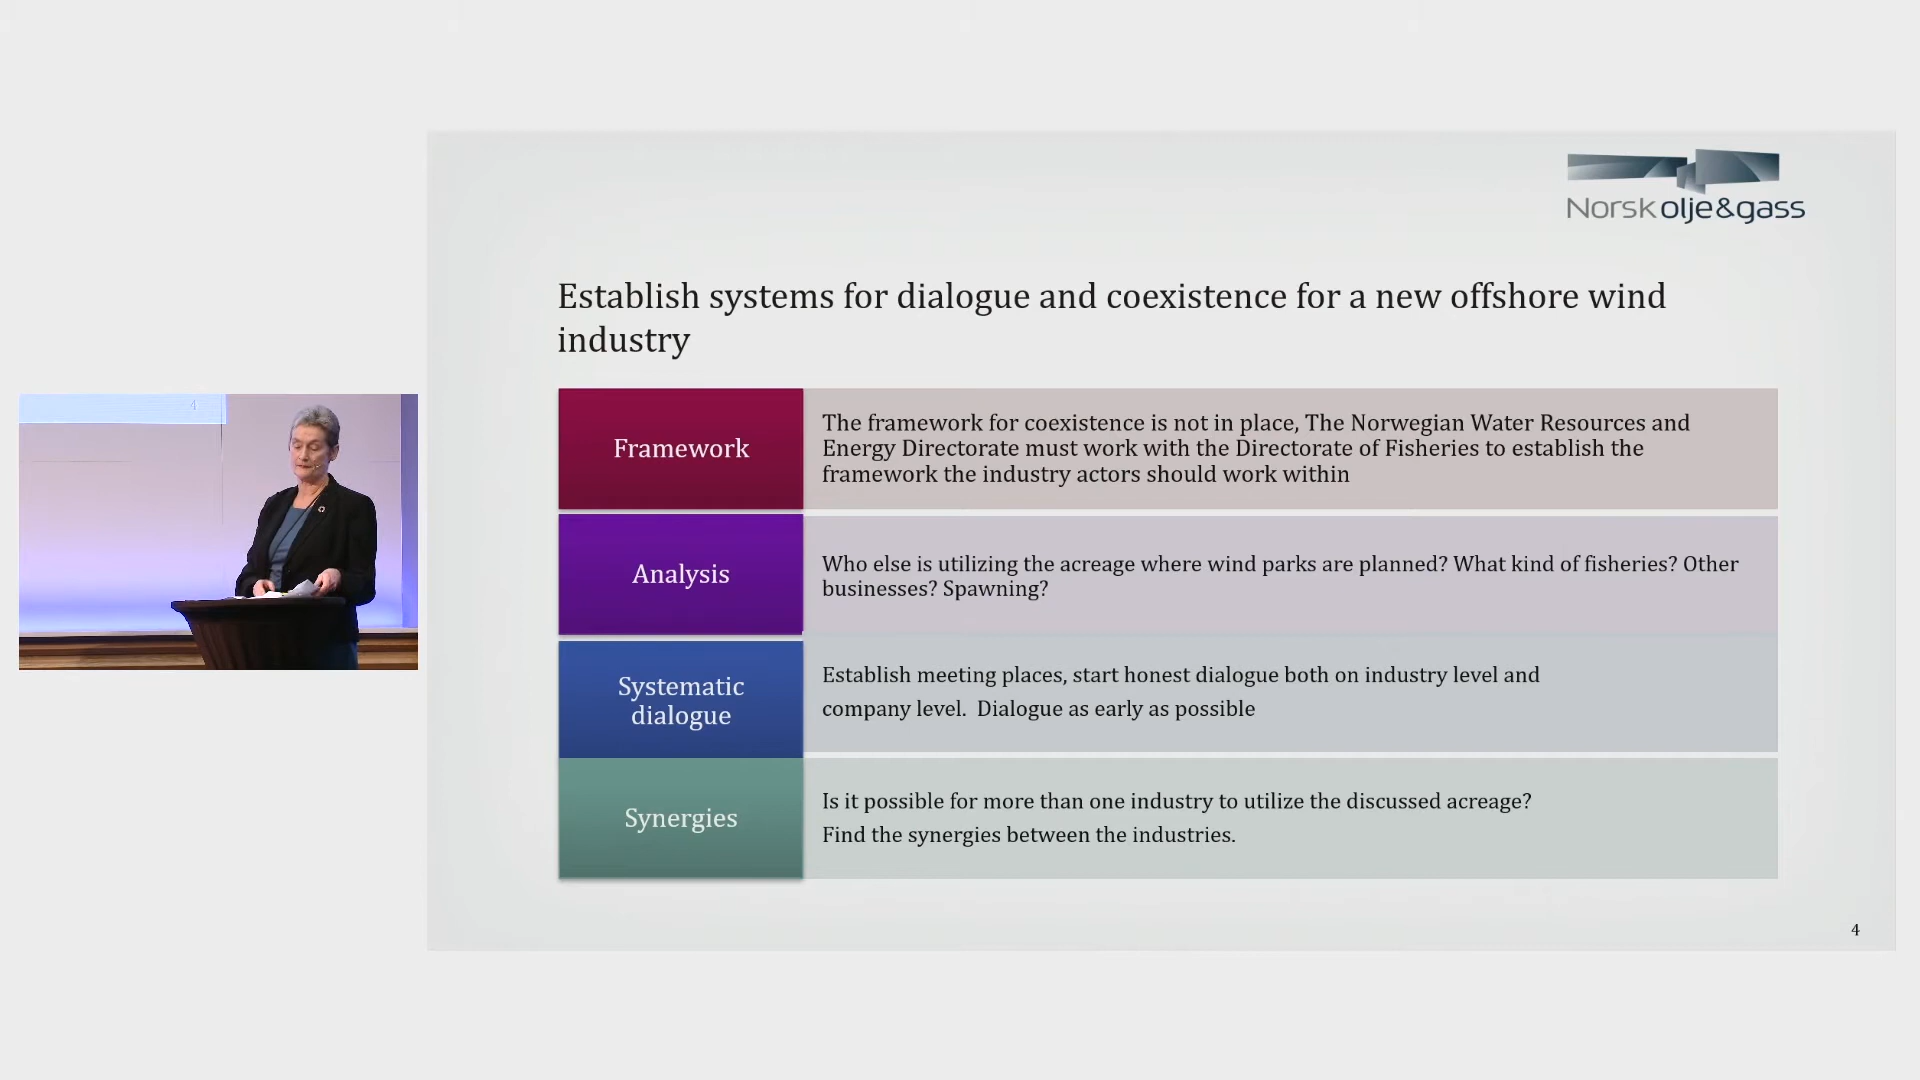 Norsk olje&gass
Establish systems for dialogue and coexistence for a new offshore wind
industry
Framework
The framework for coexistence is not in place, The Norwegian Water Resources and
Energy Directorate must work with the Directorate of Fisheries to establish the
framework the industry actors should work within
Analysis
Who else is utilizing the acreage where wind parks are planned? What kind of fisheries? Other
businesses? Spawning?
Systematic
dialogue
Establish meeting places, start honest dialogue both on industry level and
company level.  Dialogue as early as possible
Synergies
Is it possible for more than one industry to utilize the discussed acreage?
Find the synergies between the industries.
4
4